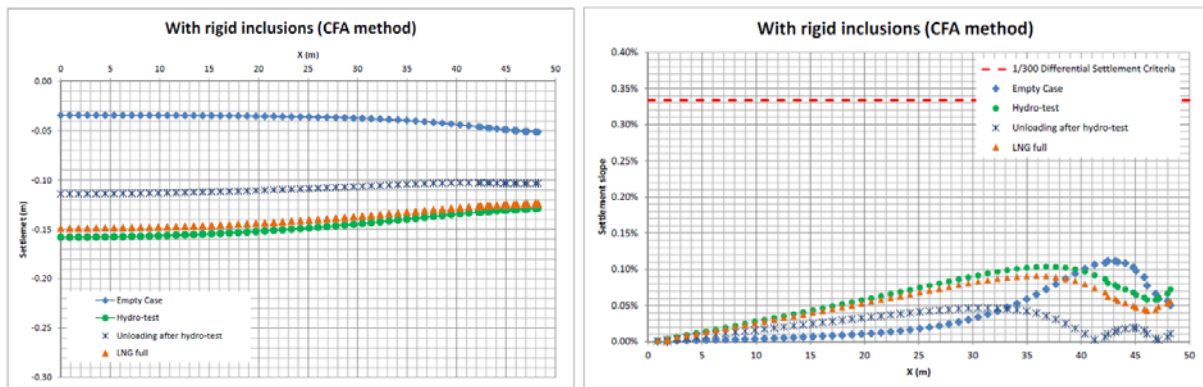 With rigid inclusions (CFA method)
X (m)
0 5 10 15 20 25 30 35 40 45 50
0.00
-0.05
-0.10
-0.15
-0.20
-0.25
-0.30
Settlement (m)
Empty Case
Hydro-test
Unloading after hydro-test
LNG full
With rigid inclusions (CFA method)
0.40%
0.35%
0.30%
0.25%
0.20%
0.15%
0.10%
0.05%
0.00%
Settlement slope
1/300 Differential Settlement Criteria
Empty Case
Hydro-test
Unloading after hydro-test
LNG full
0 5 10 15 20 25 30 35 40 45 50
X (m)